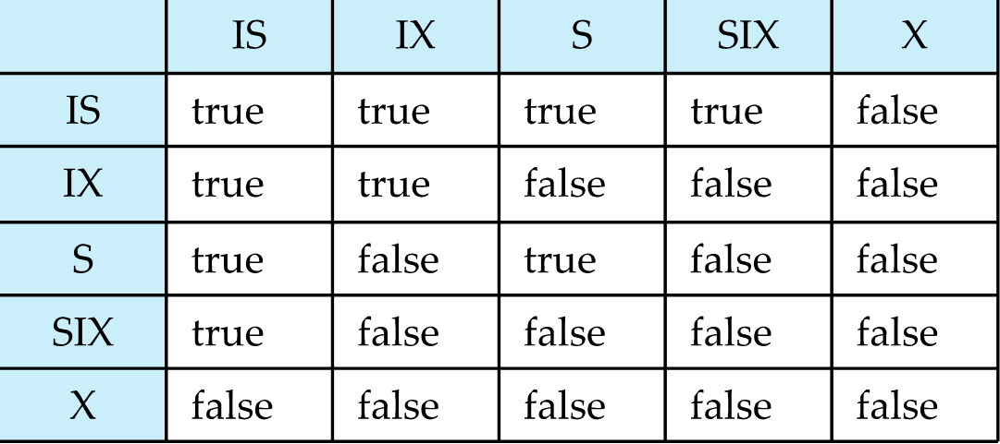 IS IX S SIX X
IS true true true true false
IX true true false false false
S true false true false false
SIX true false false false false
X false false false false false